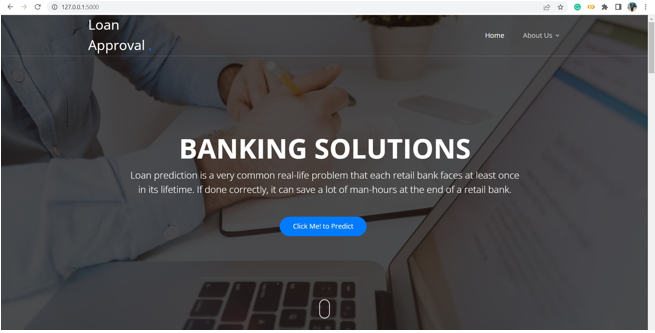 127.0.0.1:5000
Loan
Approval
Home
About Us
BANKING SOLUTIONS
Loan prediction is a very common real-life problem that each retail bank faces at least once
in its lifetime. If done correctly, it can save a lot of man-hours at the end of a retail bank.
Click Me! to Predict